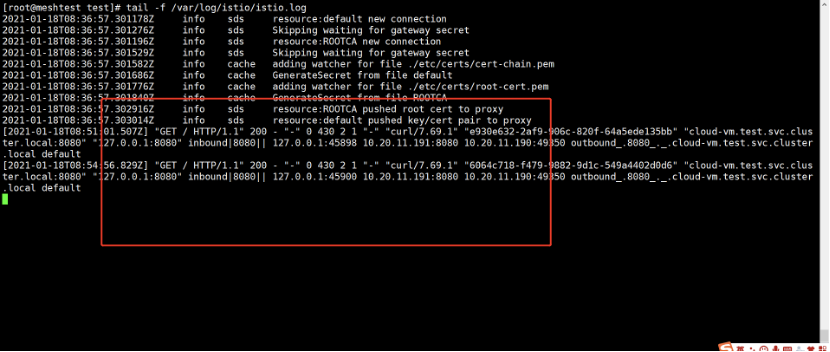 [root@meshtest test]# tail -f /var/log/istio/istio.log
2021-01-18T08:36:57.301178Z info sds resource:default new connection
2021-01-18T08:36:57.301276Z info sds Skipping waiting for gateway secret
2021-01-18T08:36:57.301196Z info sds resource:ROOTCA new connection
2021-01-18T08:36:57.301529Z info sds Skipping waiting for gateway secret
2021-01-18T08:36:57.301582Z info cache adding watcher for file ./etc/certs/cert-chain.pem
2021-01-18T08:36:57.301686Z info cache GenerateSecret from file default
2021-01-18T08:36:57.301776Z info cache adding watcher for file ./etc/certs/root-cert.pem
2021-01-18T08:36:57.301840Z info cache GenerateSecret from file ROOTCA
2021-01-18T08:36:57.302916Z info sds resource:ROOTCA pushed root cert to proxy
2021-01-18T08:36:57.303014Z info sds resource:default pushed key/cert pair to proxy
[2021-01-18T08:51:01.507Z] "GET / HTTP/1.1" 200 - "-" 0 430 2 1 "-" "curl/7.69.1" "e930e632-2af9-906c-820f-64a5ede135bb" "cloud-vm.test.svc.clus
ter.local:8080" "127.0.0.1:8080" inbound|8080|| 127.0.0.1:45898 10.20.11.191:8080 10.20.11.190:49350 outbound_.8080_._.cloud-vm.test.svc.cluster
.local default
[2021-01-18T08:54:56.829Z] "GET / HTTP/1.1" 200 - "-" 0 430 2 1 "-" "curl/7.69.1" "6064c718-f479-9882-9d1c-549a4402d0d6" "cloud-vm.test.svc.clus
ter.local:8080" "127.0.0.1:8080" inbound|8080|| 127.0.0.1:45900 10.20.11.191:8080 10.20.11.190:49350 outbound_.8080_._.cloud-vm.test.svc.cluster
.local default